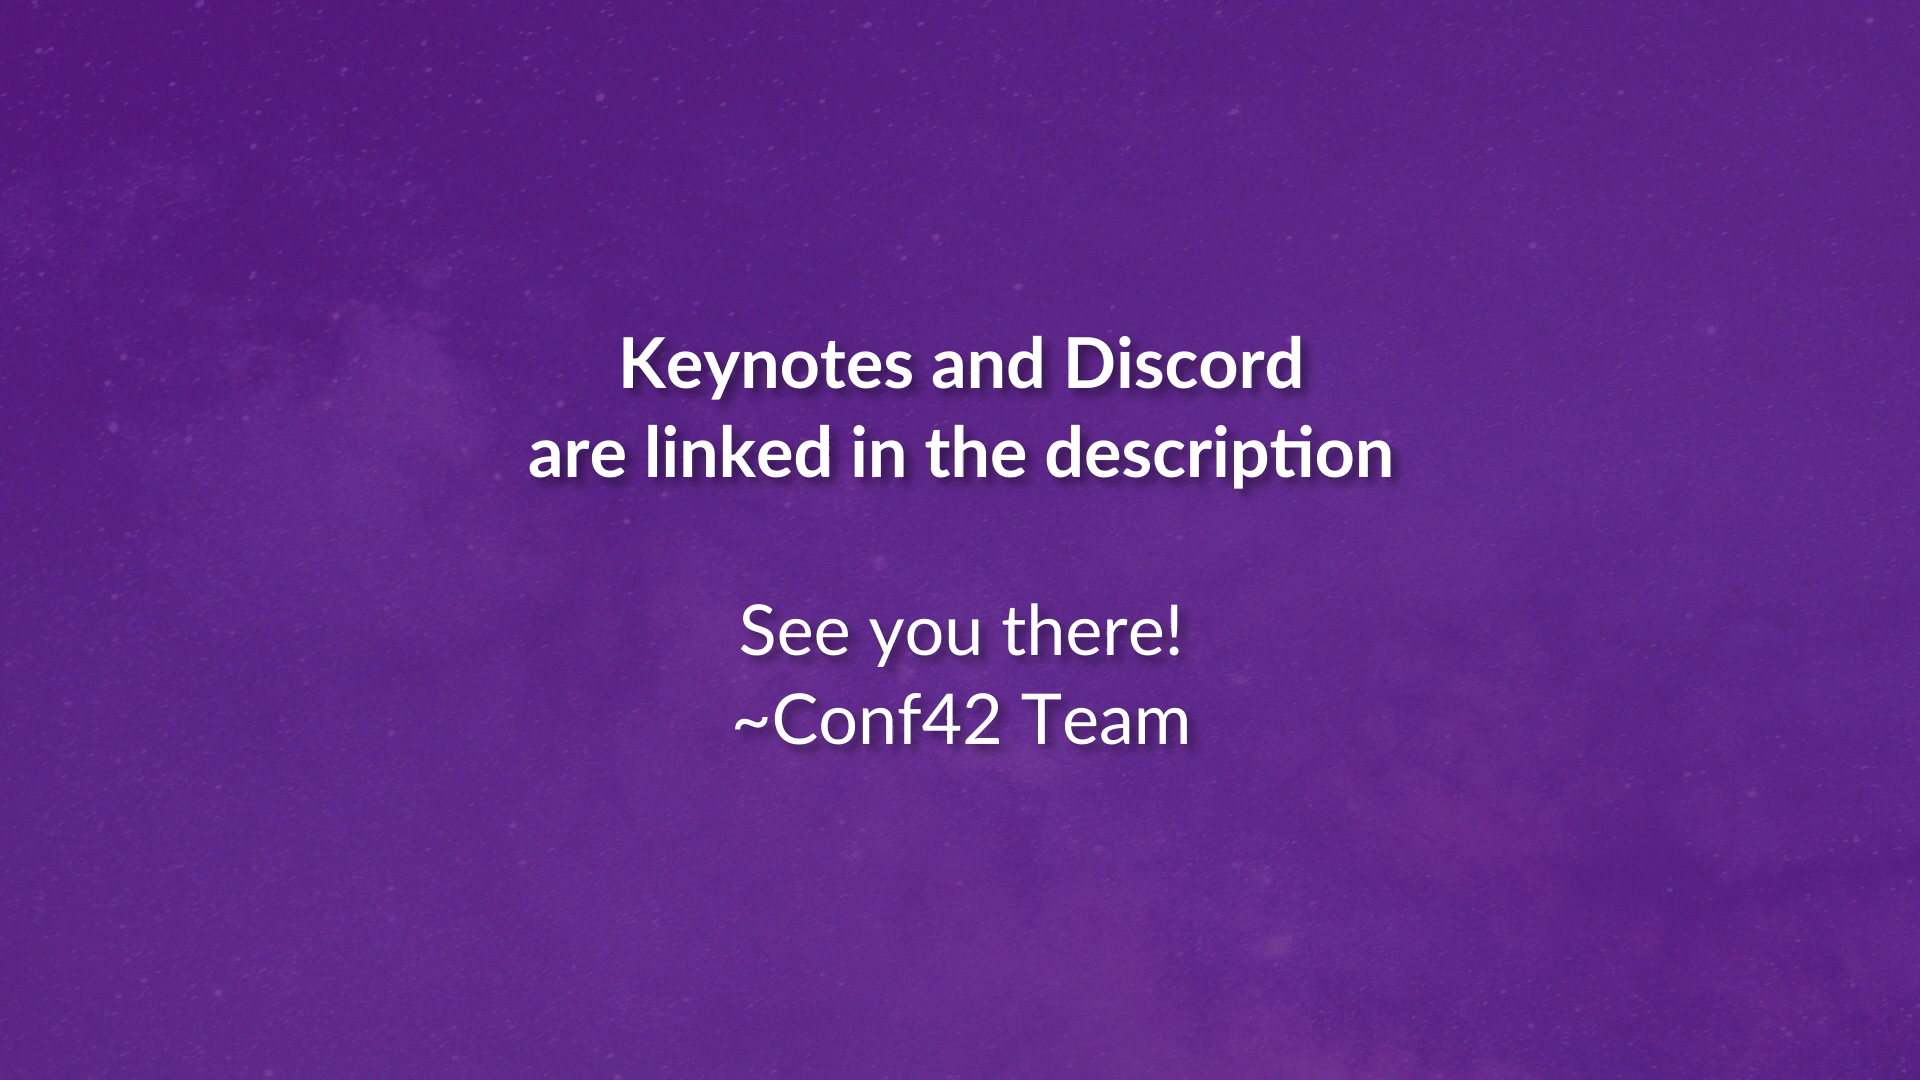 Keynotes and Discord
are linked in the description
See you there!
~Conf42 Team